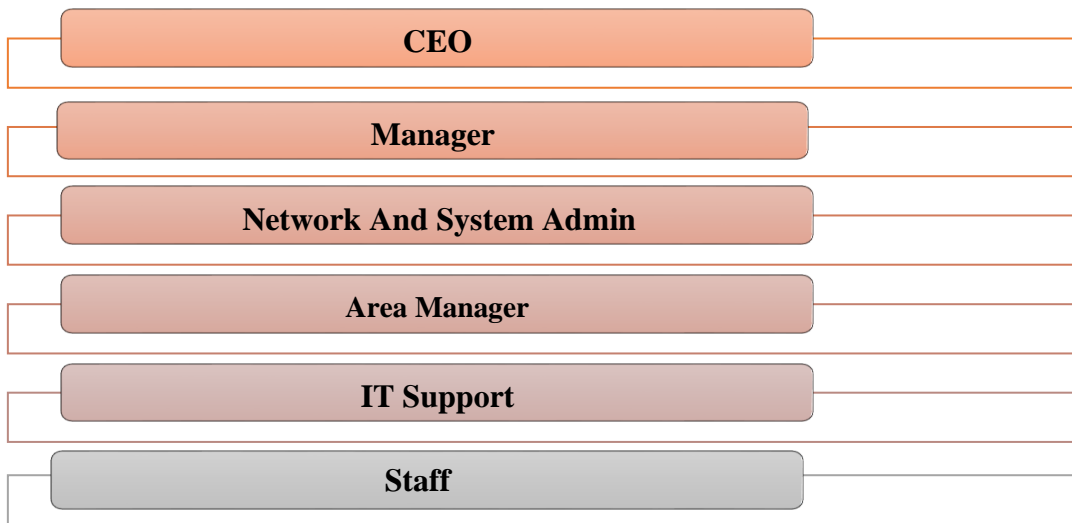 CEO
Manager
Network And System Admin
Area Manager
IT Support
Staff